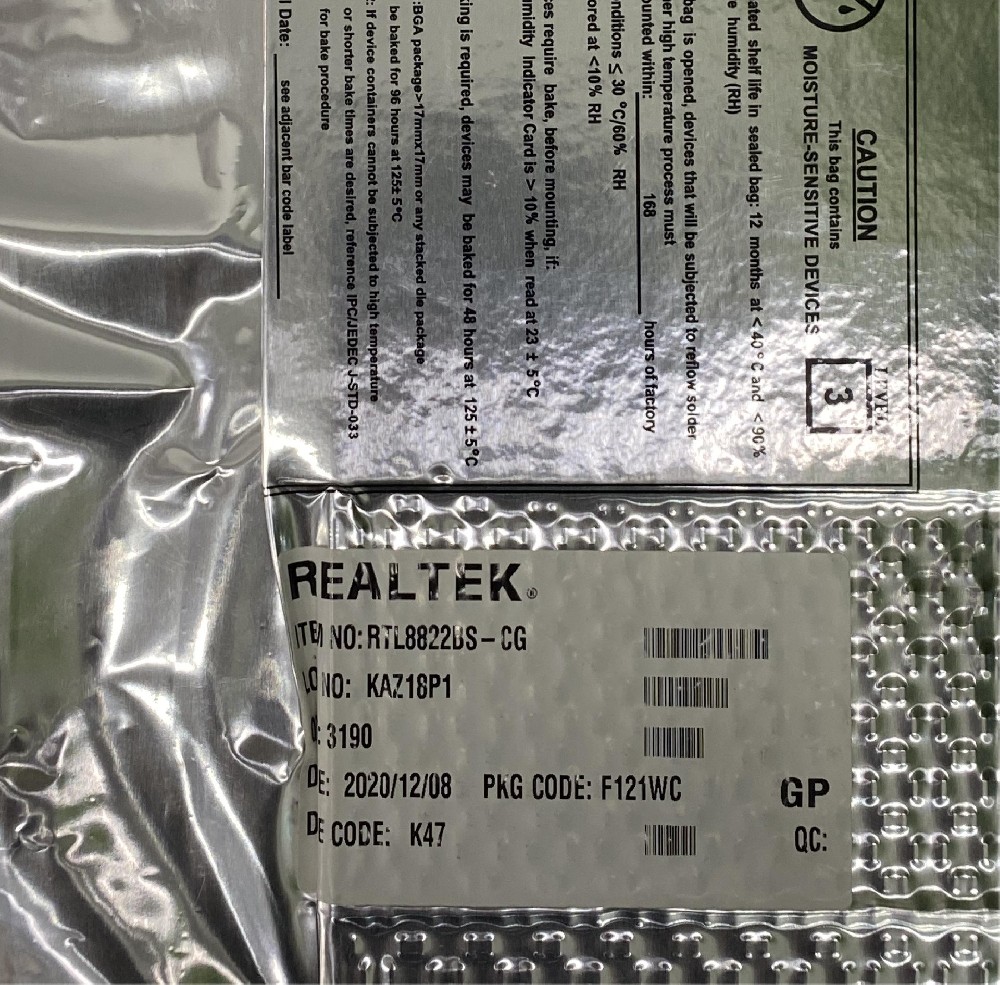 CAUTION
This bag contains
MOISTURE-SENSITIVE DEVICES
LEVEL
3
ated shelf life in sealed bag: 12 months at < 40°C and < 90%
e humidity (RH)
bag is opened, devices that will be subjected to reflow solder
er high temperature process must
ounted within: 168 hours of factory
nditions ≤ 30 °C/60% RH
ored at <10% RH
es require bake, before mounting, if:
midity Indicator Card is > 10% when read at 23 ± 5°C
ing is required, devices may be baked for 48 hours at 125 ± 5°C
:BGA package>17mmx17mm or any stacked die package
be baked for 96 hours at 125± 5°C
: If device containers cannot be subjected to high temperature
or shorter bake times are desired, reference IPC/JEDEC J-STD-033
for bake procedure
l Date: see adjacent bar code label
REALTEK®
ITEM NO: RTL8822BS-CG
LO NO: KAZ18P1
Q: 3190
DE: 2020/12/08 PKG CODE: F121WC GP
DE CODE: K47 QC: